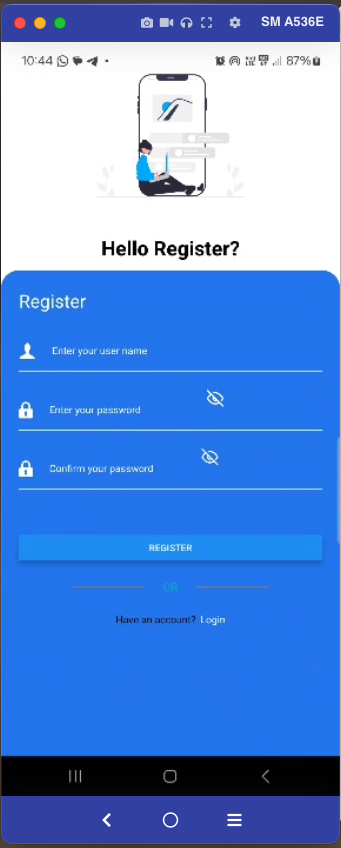 SM A536E
10:44 87%
Hello Register?
Register
Enter your user name
Enter your password
Confirm your password
REGISTER
OR
Have an account? Login